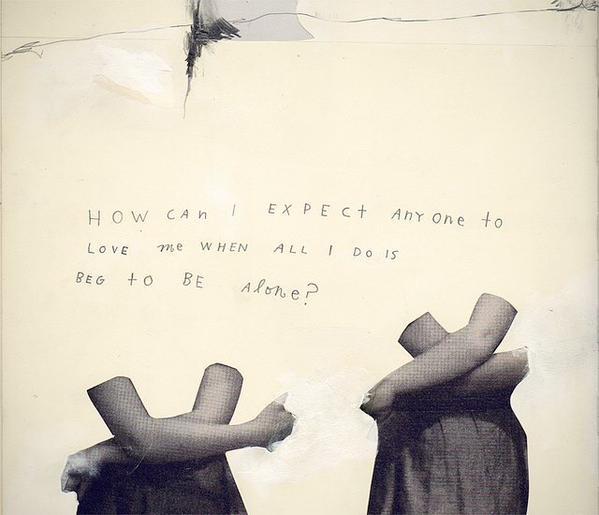 HOW CAn I EXPECt AnyOne to
LOVE me WHEN ALL I DO IS
BEG tO BE Alone?